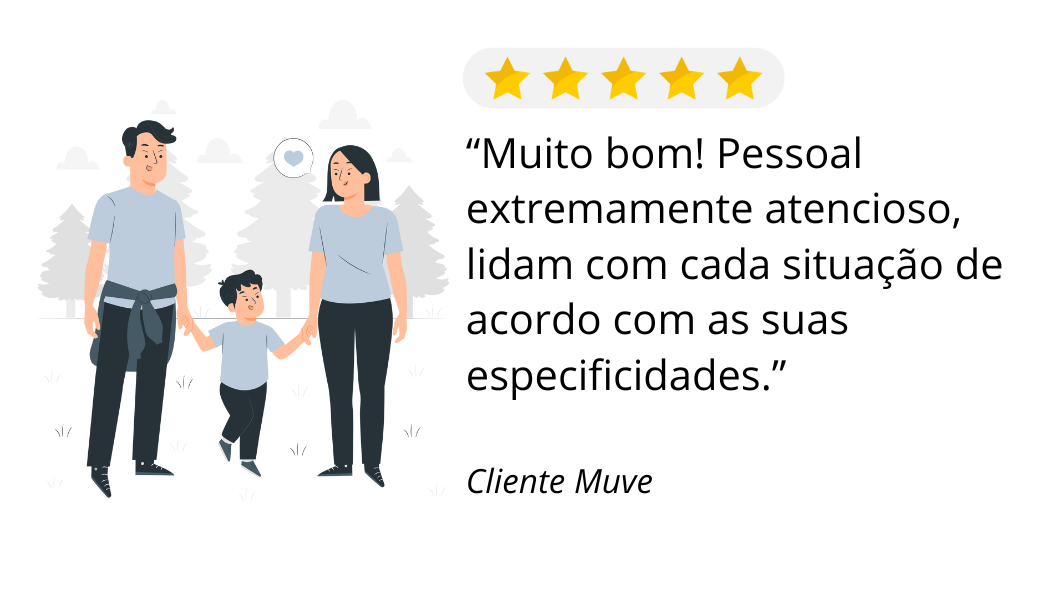 “Muito bom! Pessoal
extremamente atencioso,
lidam com cada situação de
acordo com as suas
especificidades.”
Cliente Muve